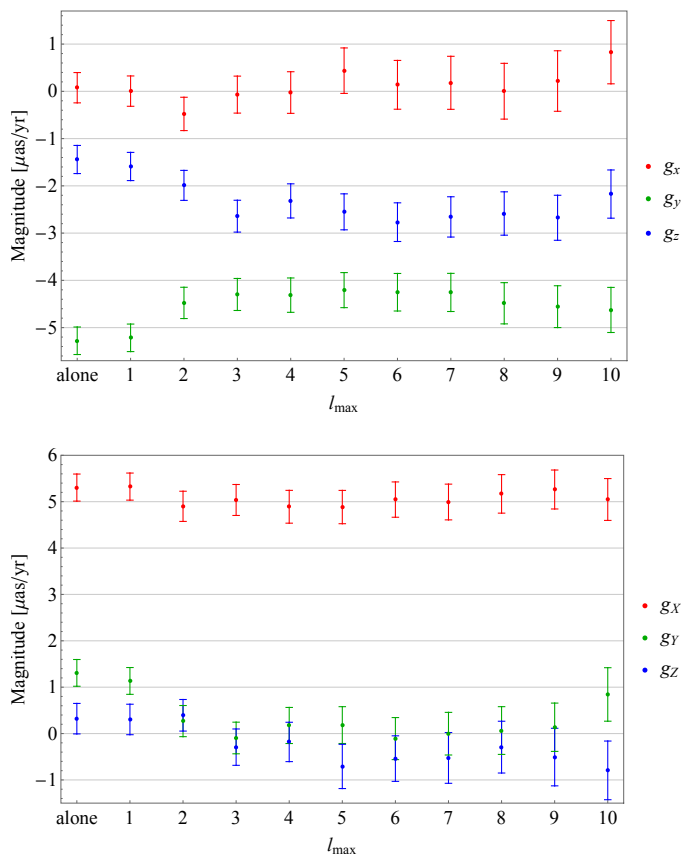 1
0
-1
-2
-3
-4
-5
Magnitude [μas/yr]
alone 1 2 3 4 5 6 7 8 9 10
l_max
g_x
g_y
g_z
6
5
4
3
2
1
0
-1
Magnitude [μas/yr]
alone 1 2 3 4 5 6 7 8 9 10
l_max
g_X
g_Y
g_Z